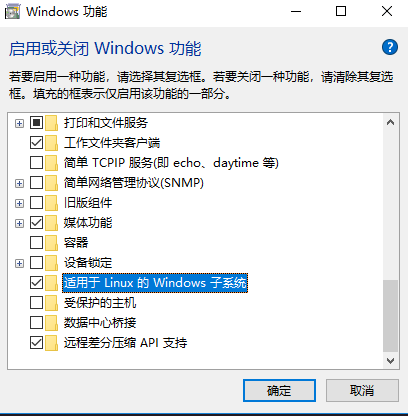 Windows 功能
启用或关闭 Windows 功能
若要启用一种功能，请选择其复选框。若要关闭一种功能，请清除其复选
框。填充的框表示仅启用该功能的一部分。
打印和文件服务
工作文件夹客户端
简单 TCPIP 服务(即 echo、daytime 等)
简单网络管理协议(SNMP)
旧版组件
媒体功能
容器
设备锁定
适用于 Linux 的 Windows 子系统
受保护的主机
数据中心桥接
远程差分压缩 API 支持
确定
取消